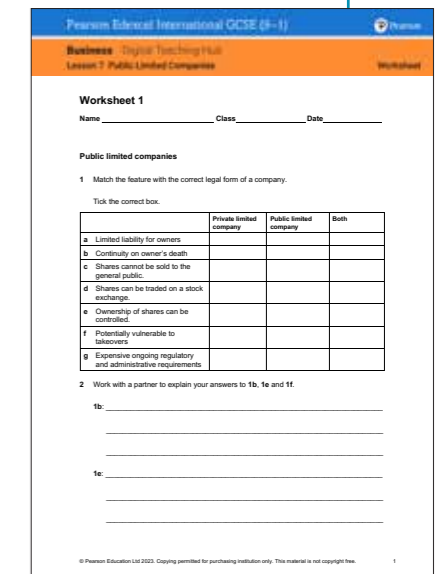 Pearson Edexcel International GCSE (9–1)
Pearson
Business Digital Teaching Hub
Lesson 7 Public Limited Companies
Worksheet
Worksheet 1
Name Class Date
Public limited companies
1 Match the feature with the correct legal form of a company.
Tick the correct box.
Private limited company Public limited company Both
a Limited liability for owners
b Continuity on owner's death
c Shares cannot be sold to the
general public.
d Shares can be traded on a stock
exchange.
e Ownership of shares can be
controlled.
f Potentially vulnerable to
takeovers
g Expensive ongoing regulatory
and administrative requirements
2 Work with a partner to explain your answers to 1b, 1e and 1f.
1b:
1e:
© Pearson Education Ltd 2023. Copying permitted for purchasing institution only. This material is not copyright free. 1